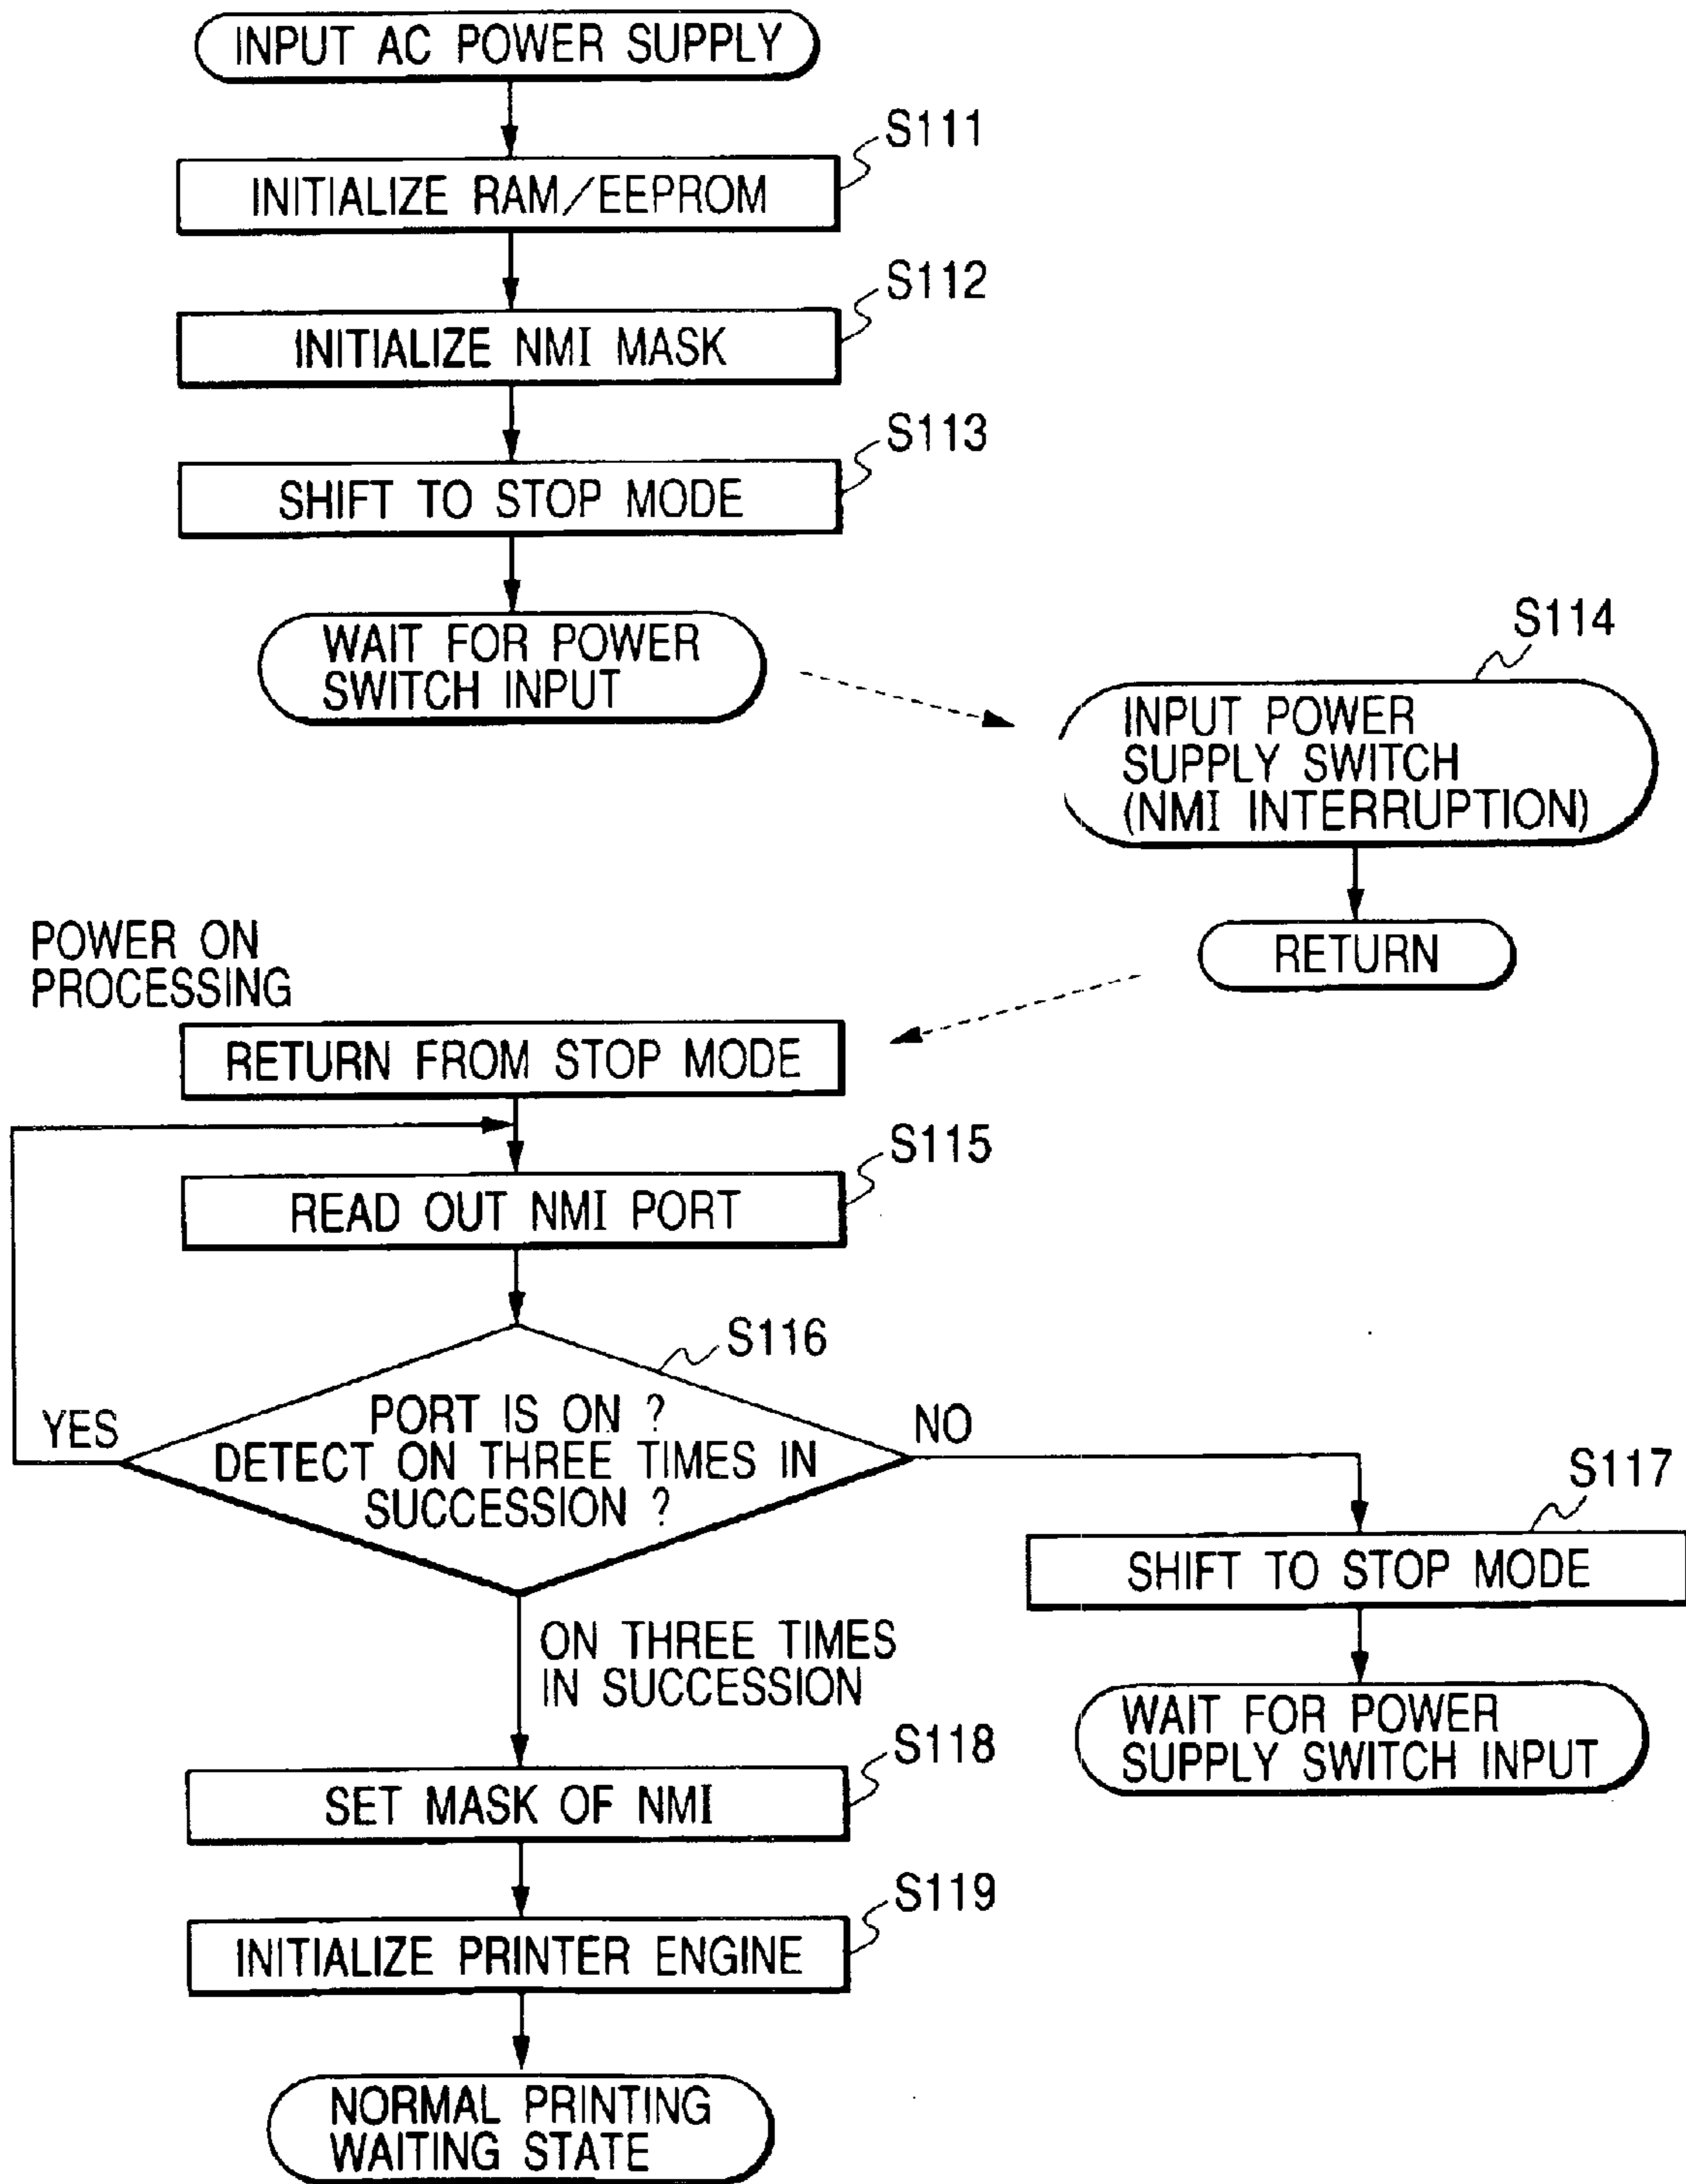 INPUT AC POWER SUPPLY
S111
INITIALIZE RAM/EEPROM
S112
INITIALIZE NMI MASK
S113
SHIFT TO STOP MODE
WAIT FOR POWER
SWITCH INPUT
S114
INPUT POWER
SUPPLY SWITCH
(NMI INTERRUPTION)
RETURN
POWER ON
PROCESSING
RETURN FROM STOP MODE
S115
READ OUT NMI PORT
S116
PORT IS ON ?
DETECT ON THREE TIMES IN
SUCCESSION ?
YES
NO
S117
SHIFT TO STOP MODE
WAIT FOR POWER
SUPPLY SWITCH INPUT
ON THREE TIMES
IN SUCCESSION
S118
SET MASK OF NMI
S119
INITIALIZE PRINTER ENGINE
NORMAL PRINTING
WAITING STATE